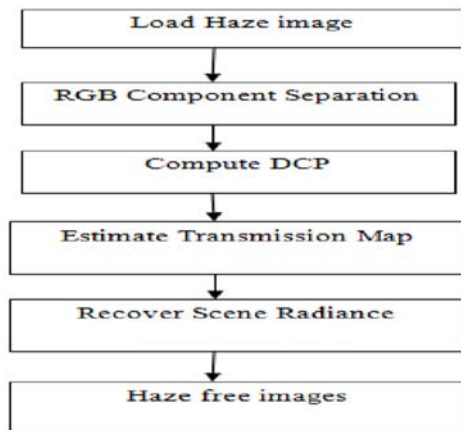 Load Haze image
RGB Component Separation
Compute DCP
Estimate Transmission Map
Recover Scene Radiance
Haze free images